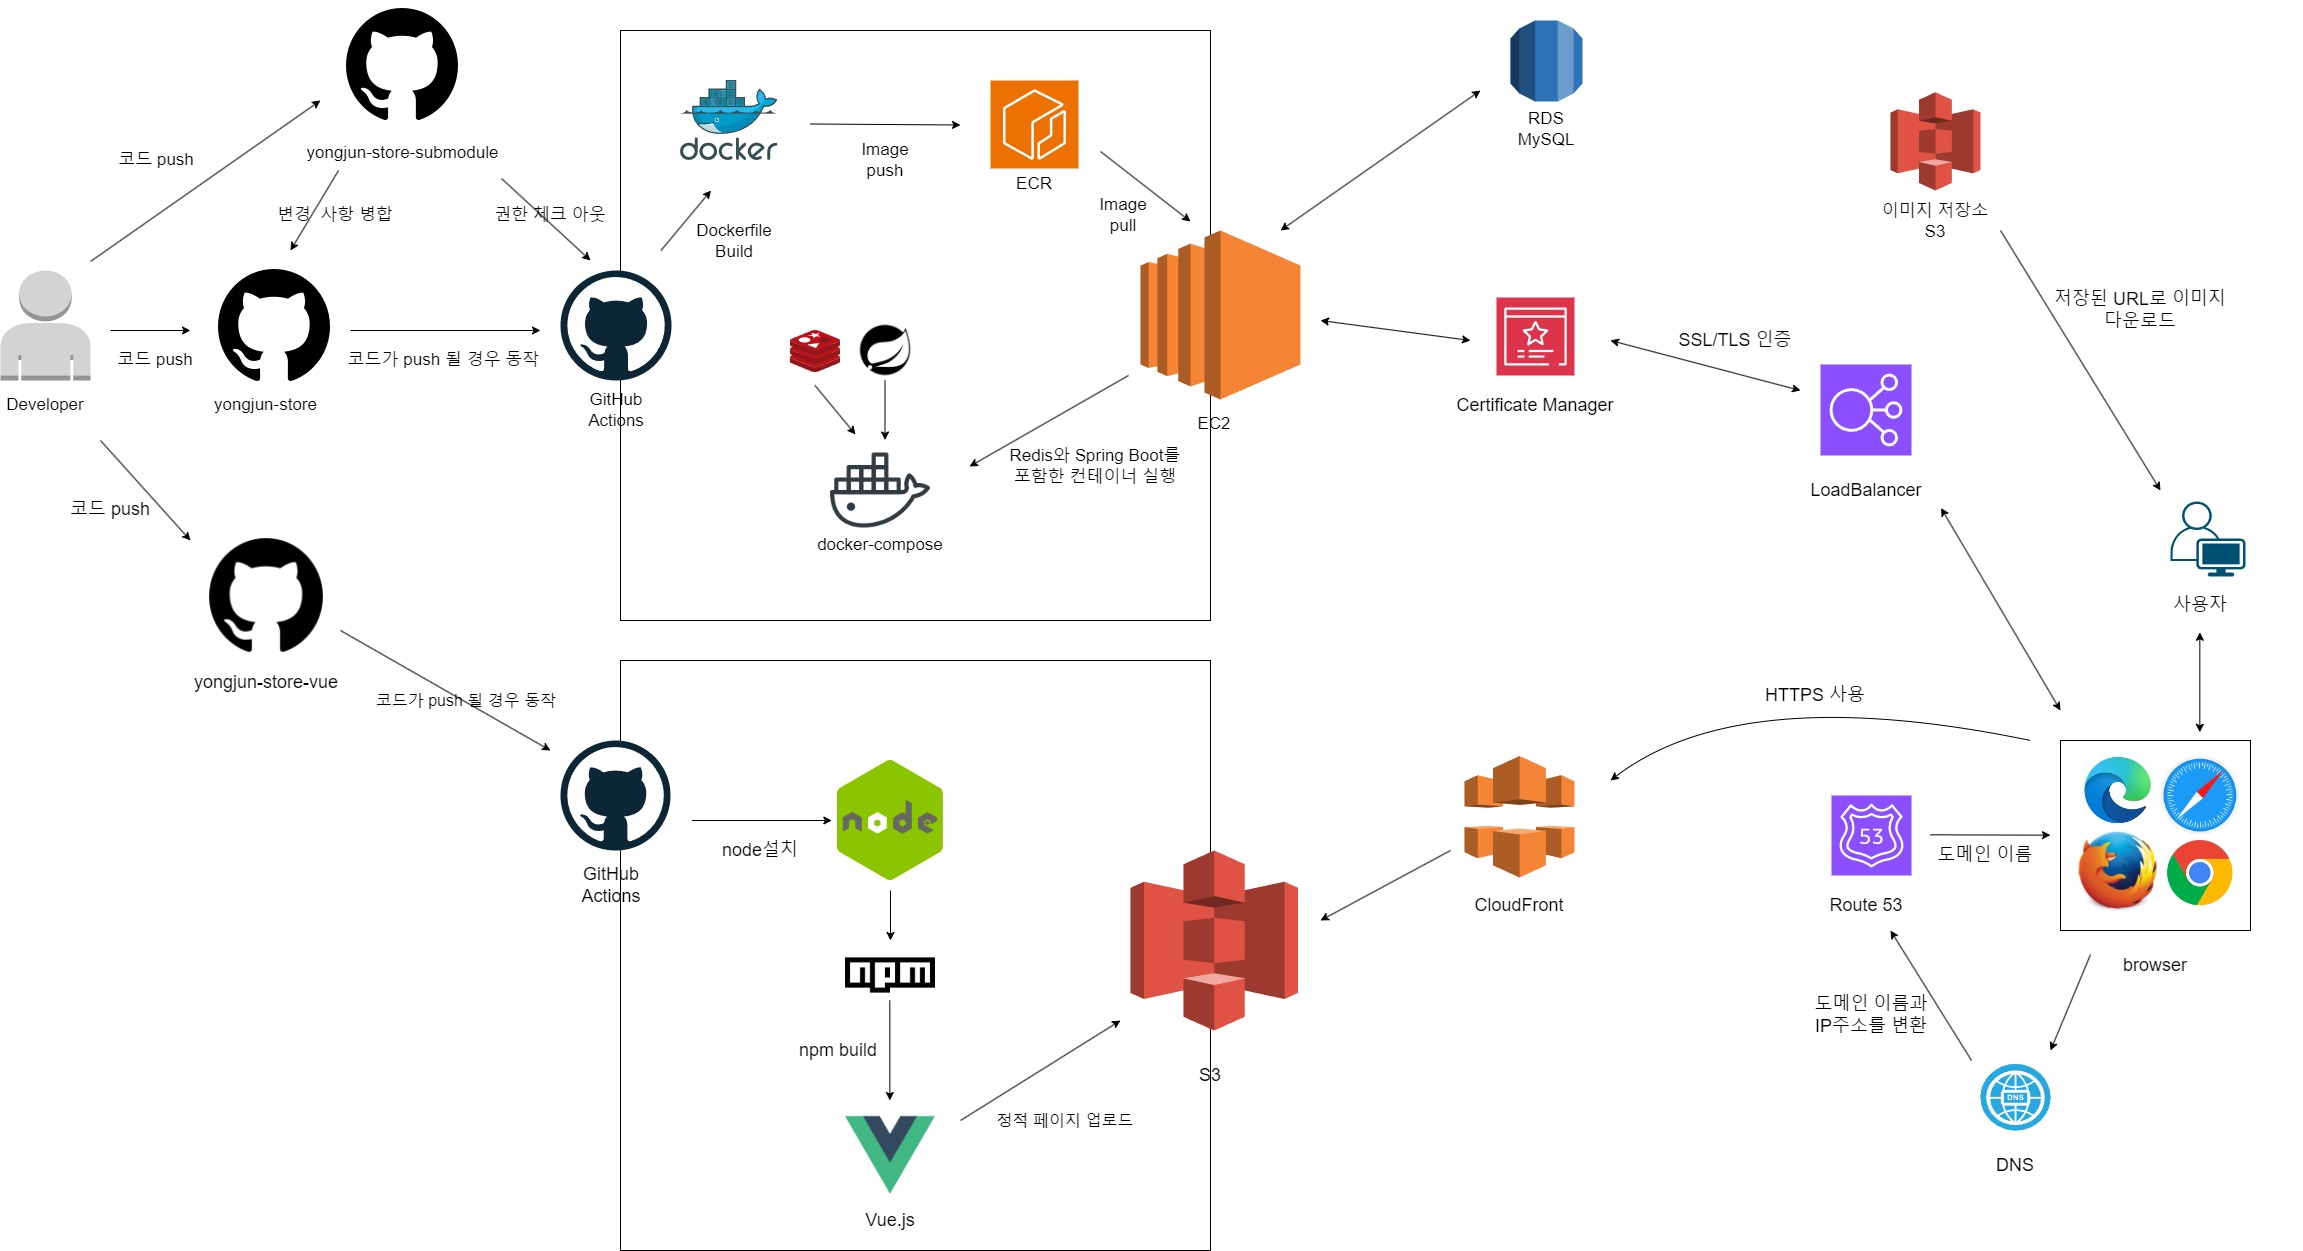 코드 push
yongjun-store-submodule
변경 사항 병합
권한 체크 아웃
Developer
코드 push
yongjun-store
코드가 push 될 경우 동작
GitHub
Actions
코드 push
yongjun-store-vue
코드가 push 될 경우 동작
docker
Image
push
ECR
Dockerfile
Build
Image
pull
EC2
Redis와 Spring Boot를
포함한 컨테이너 실행
docker-compose
RDS
MySQL
이미지 저장소
S3
저장된 URL로 이미지
다운로드
SSL/TLS 인증
Certificate Manager
LoadBalancer
사용자
HTTPS 사용
GitHub
Actions
node설치
node
npm
npm build
Vue.js
정적 페이지 업로드
S3
CloudFront
53
Route 53
도메인 이름
browser
도메인 이름과
IP주소를 변환
DNS
DNS